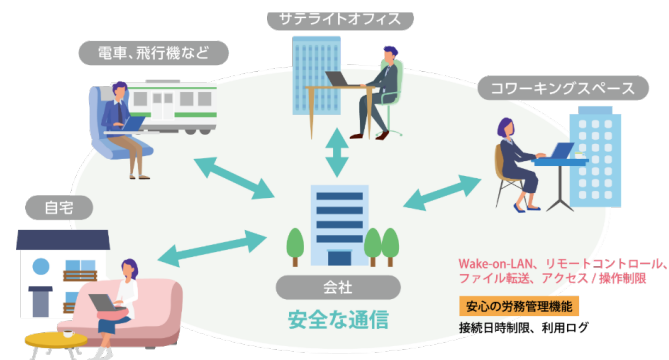 サテライトオフィス
電車、飛行機など
コワーキングスペース
自宅
会社
安全な通信
Wake-on-LAN、リモートコントロール、
ファイル転送、アクセス / 操作制限
安心の労務管理機能
接続日時制限、利用ログ